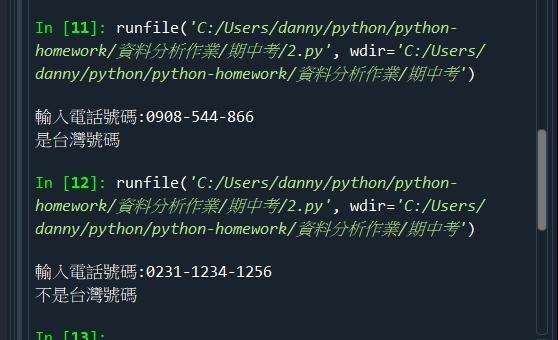 In [11]: runfile('C:/Users/danny/python/python-
homework/資料分析作業/期中考/2.py', wdir='C:/Users/
danny/python/python-homework/資料分析作業/期中考')
輸入電話號碼:0908-544-866
是台灣號碼
In [12]: runfile('C:/Users/danny/python/python-
homework/資料分析作業/期中考/2.py', wdir='C:/Users/
danny/python/python-homework/資料分析作業/期中考')
輸入電話號碼:0231-1234-1256
不是台灣號碼
In [13]: